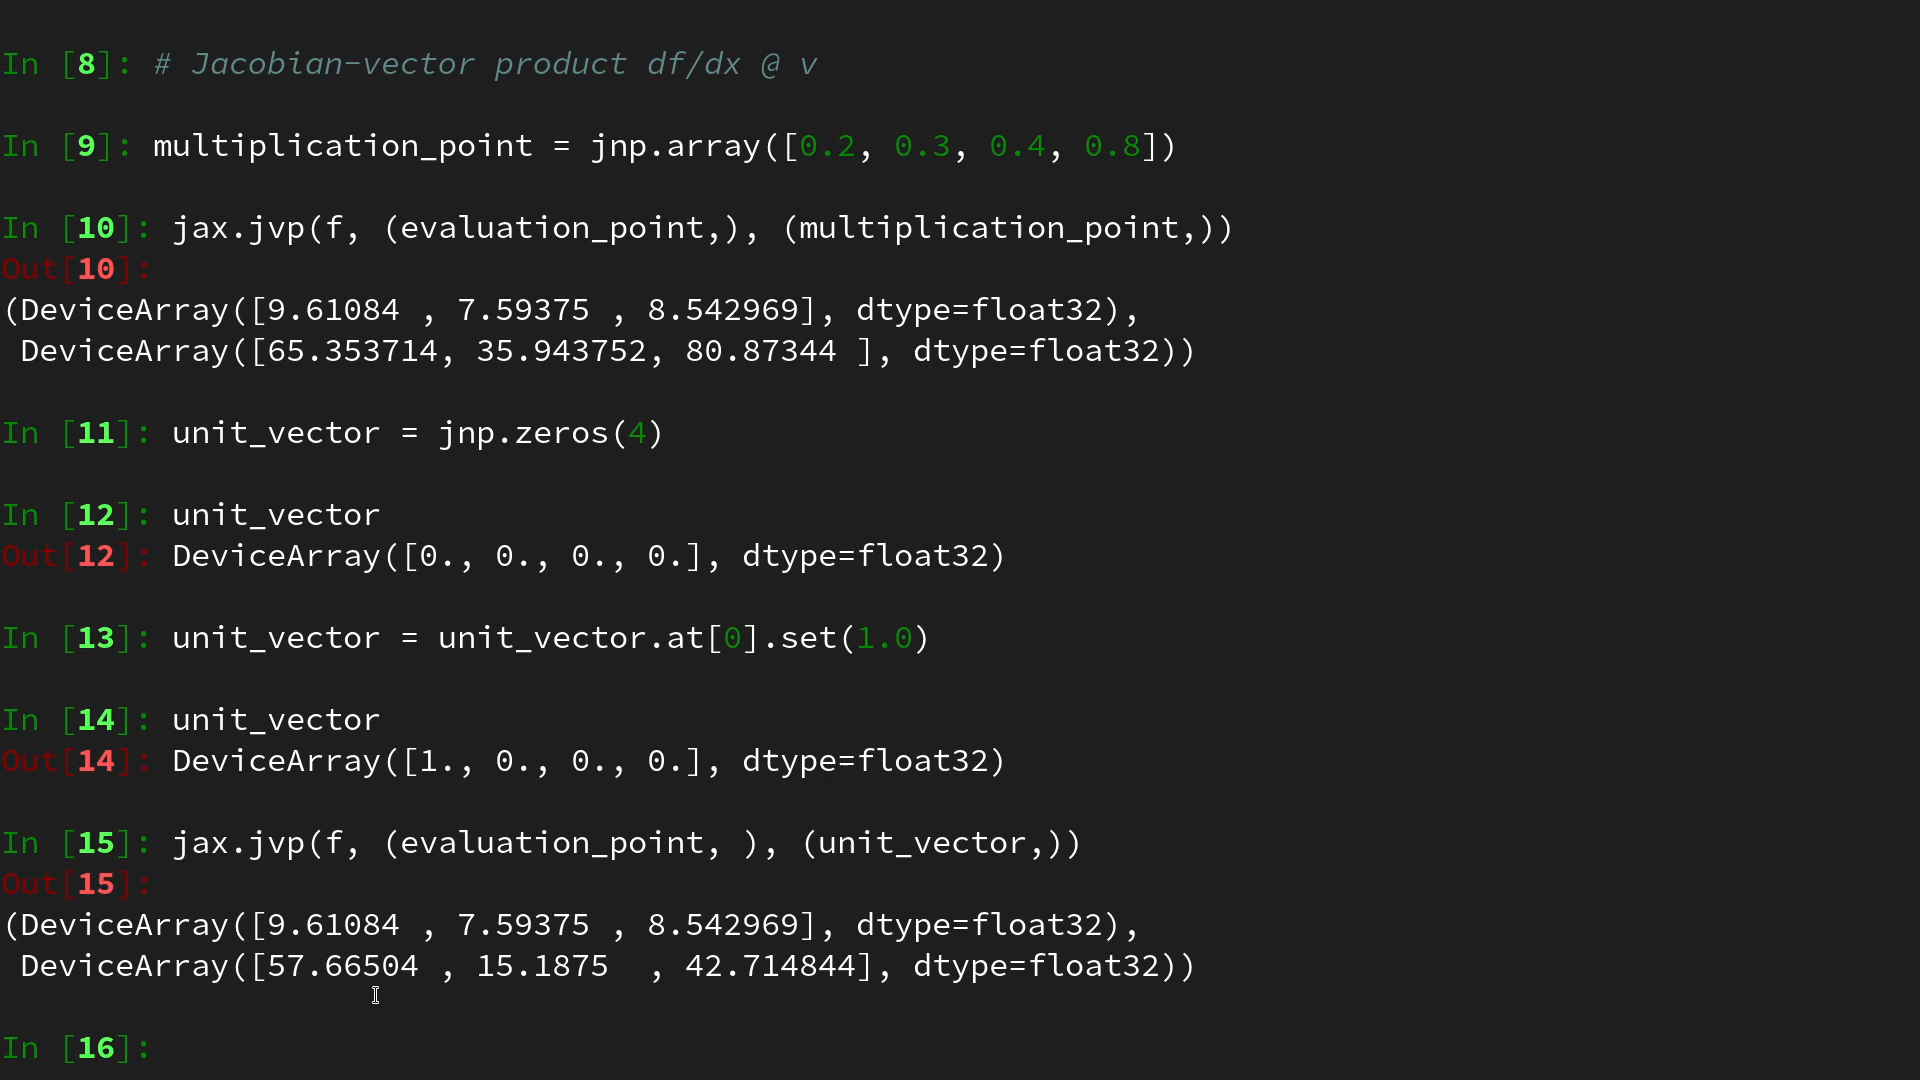 In [8]: # Jacobian-vector product df/dx @ v
In [9]: multiplication_point = jnp.array([0.2, 0.3, 0.4, 0.8])
In [10]: jax.jvp(f, (evaluation_point,), (multiplication_point,))
Out[10]:
(DeviceArray([9.61084 , 7.59375 , 8.542969], dtype=float32),
 DeviceArray([65.353714, 35.943752, 80.87344 ], dtype=float32))
In [11]: unit_vector = jnp.zeros(4)
In [12]: unit_vector
Out[12]: DeviceArray([0., 0., 0., 0.], dtype=float32)
In [13]: unit_vector = unit_vector.at[0].set(1.0)
In [14]: unit_vector
Out[14]: DeviceArray([1., 0., 0., 0.], dtype=float32)
In [15]: jax.jvp(f, (evaluation_point, ), (unit_vector,))
Out[15]:
(DeviceArray([9.61084 , 7.59375 , 8.542969], dtype=float32),
 DeviceArray([57.66504 , 15.1875  , 42.714844], dtype=float32))
In [16]: